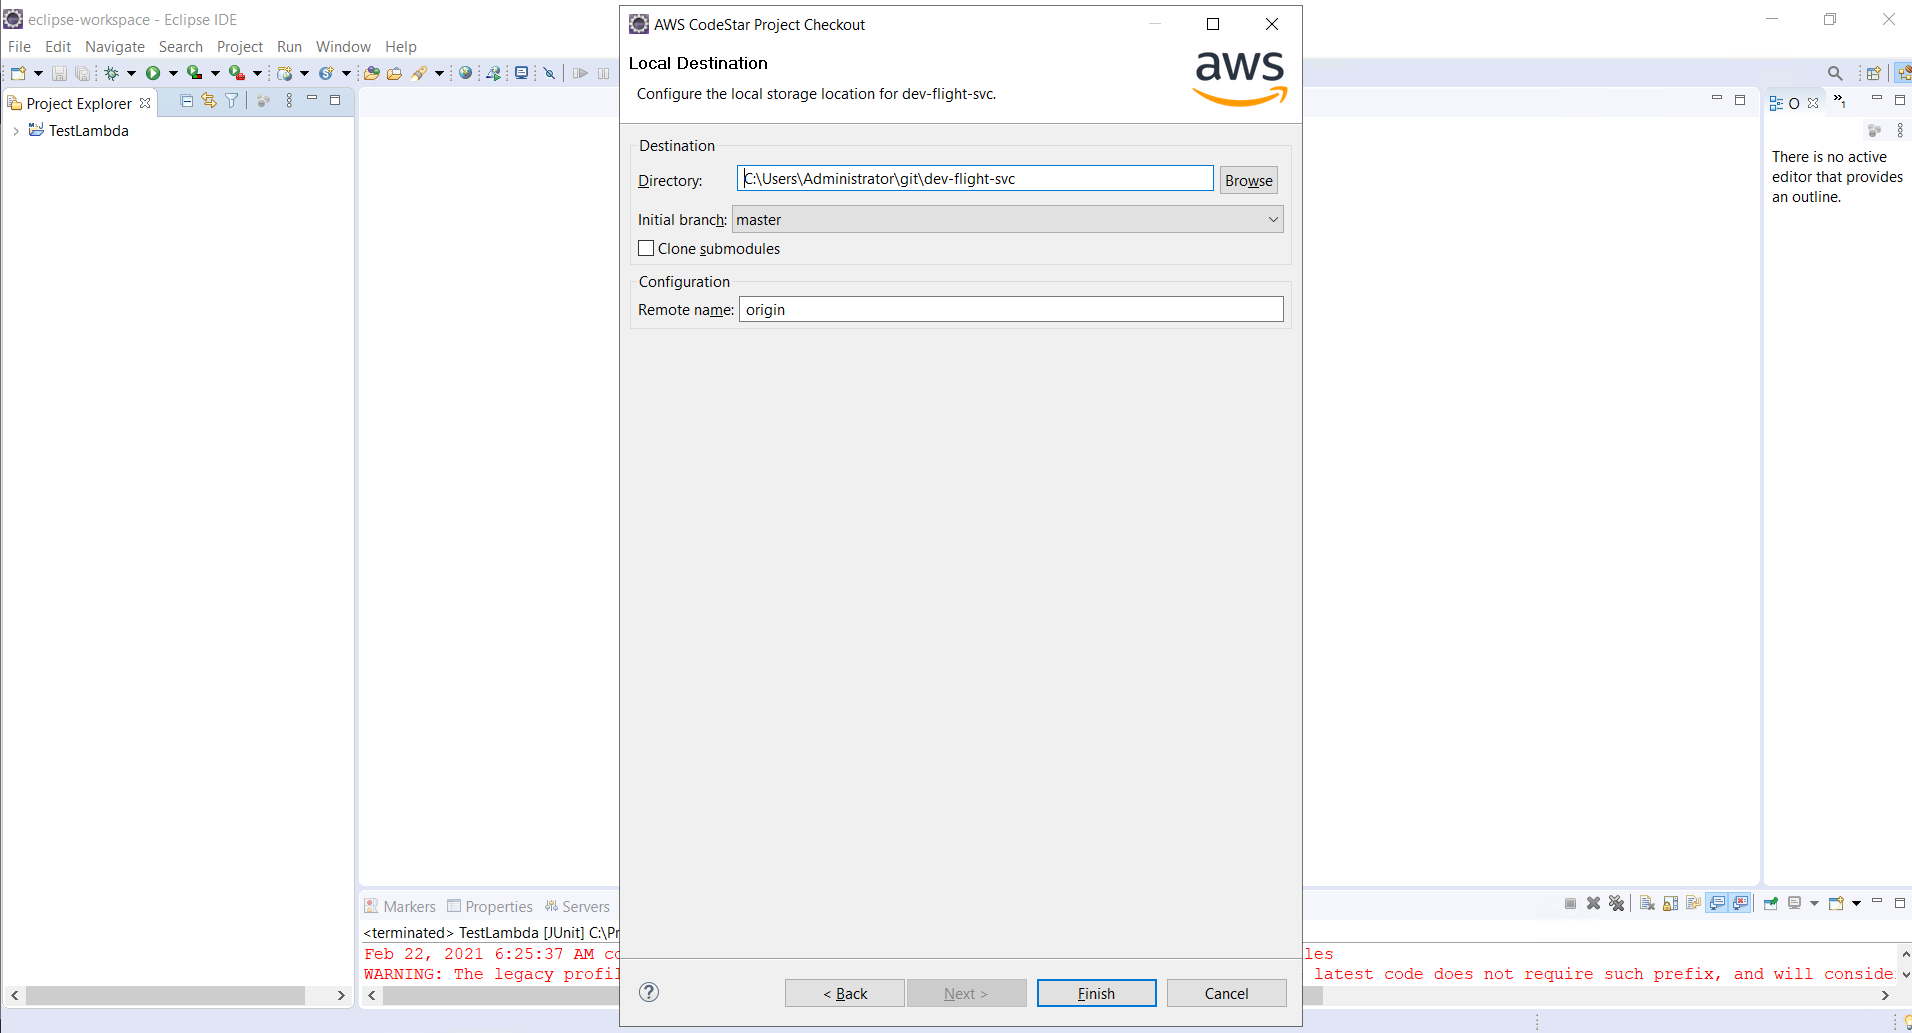 eclipse-workspace - Eclipse IDE
File Edit Navigate Search Project Run Window Help
Project Explorer
TestLambda
AWS CodeStar Project Checkout
Local Destination
Configure the local storage location for dev-flight-svc.
aws
Destination
Directory: C:\Users\Administrator\git\dev-flight-svc Browse
Initial branch: master
Clone submodules
Configuration
Remote name: origin
< Back Next > Finish Cancel
O
1
There is no active
editor that provides
an outline.
Markers Properties Servers
<terminated> TestLambda [JUnit] C:\Pr
Feb 22, 2021 6:25:37 AM co les
WARNING: The legacy profil latest code does not require such prefix, and will conside